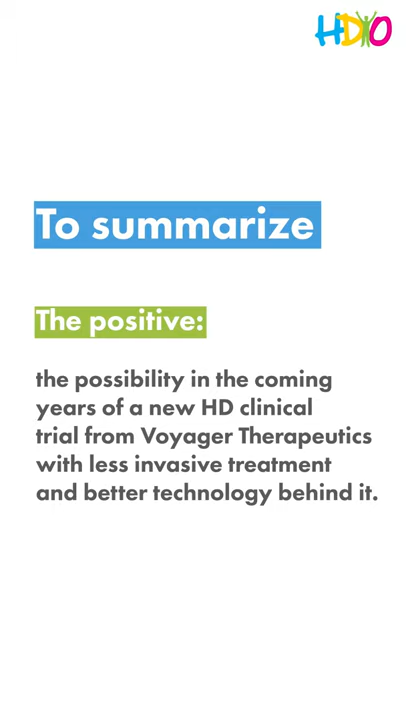 HDYO
To summarize
The positive:
the possibility in the coming
years of a new HD clinical
trial from Voyager Therapeutics
with less invasive treatment
and better technology behind it.